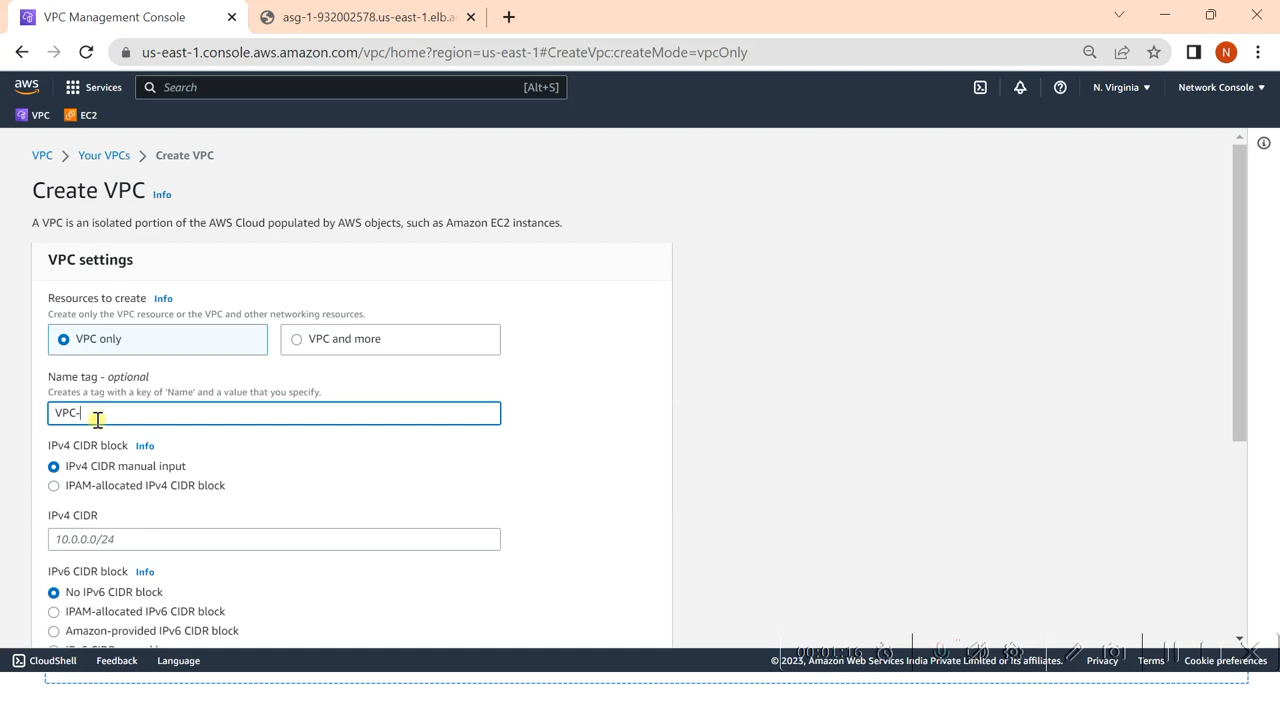 VPC Management Console
asg-1-932002578.us-east-1.elb.a
us-east-1.console.aws.amazon.com/vpc/home?region=us-east-1#CreateVpc:createMode=vpcOnly
N
aws
Services
Search
[Alt+S]
N. Virginia
Network Console
VPC
EC2
VPC
Your VPCs
Create VPC
Create VPC Info
A VPC is an isolated portion of the AWS Cloud populated by AWS objects, such as Amazon EC2 instances.
VPC settings
Resources to create Info
Create only the VPC resource or the VPC and other networking resources.
VPC only
VPC and more
Name tag - optional
Creates a tag with a key of 'Name' and a value that you specify.
VPC-
IPv4 CIDR block Info
IPv4 CIDR manual input
IPAM-allocated IPv4 CIDR block
IPv4 CIDR
10.0.0.0/24
IPv6 CIDR block Info
No IPv6 CIDR block
IPAM-allocated IPv6 CIDR block
Amazon-provided IPv6 CIDR block
CloudShell
Feedback
Language
00:01:16
© 2023, Amazon Web Services India Private Limited or its affiliates.
Privacy
Terms
Cookie preferences